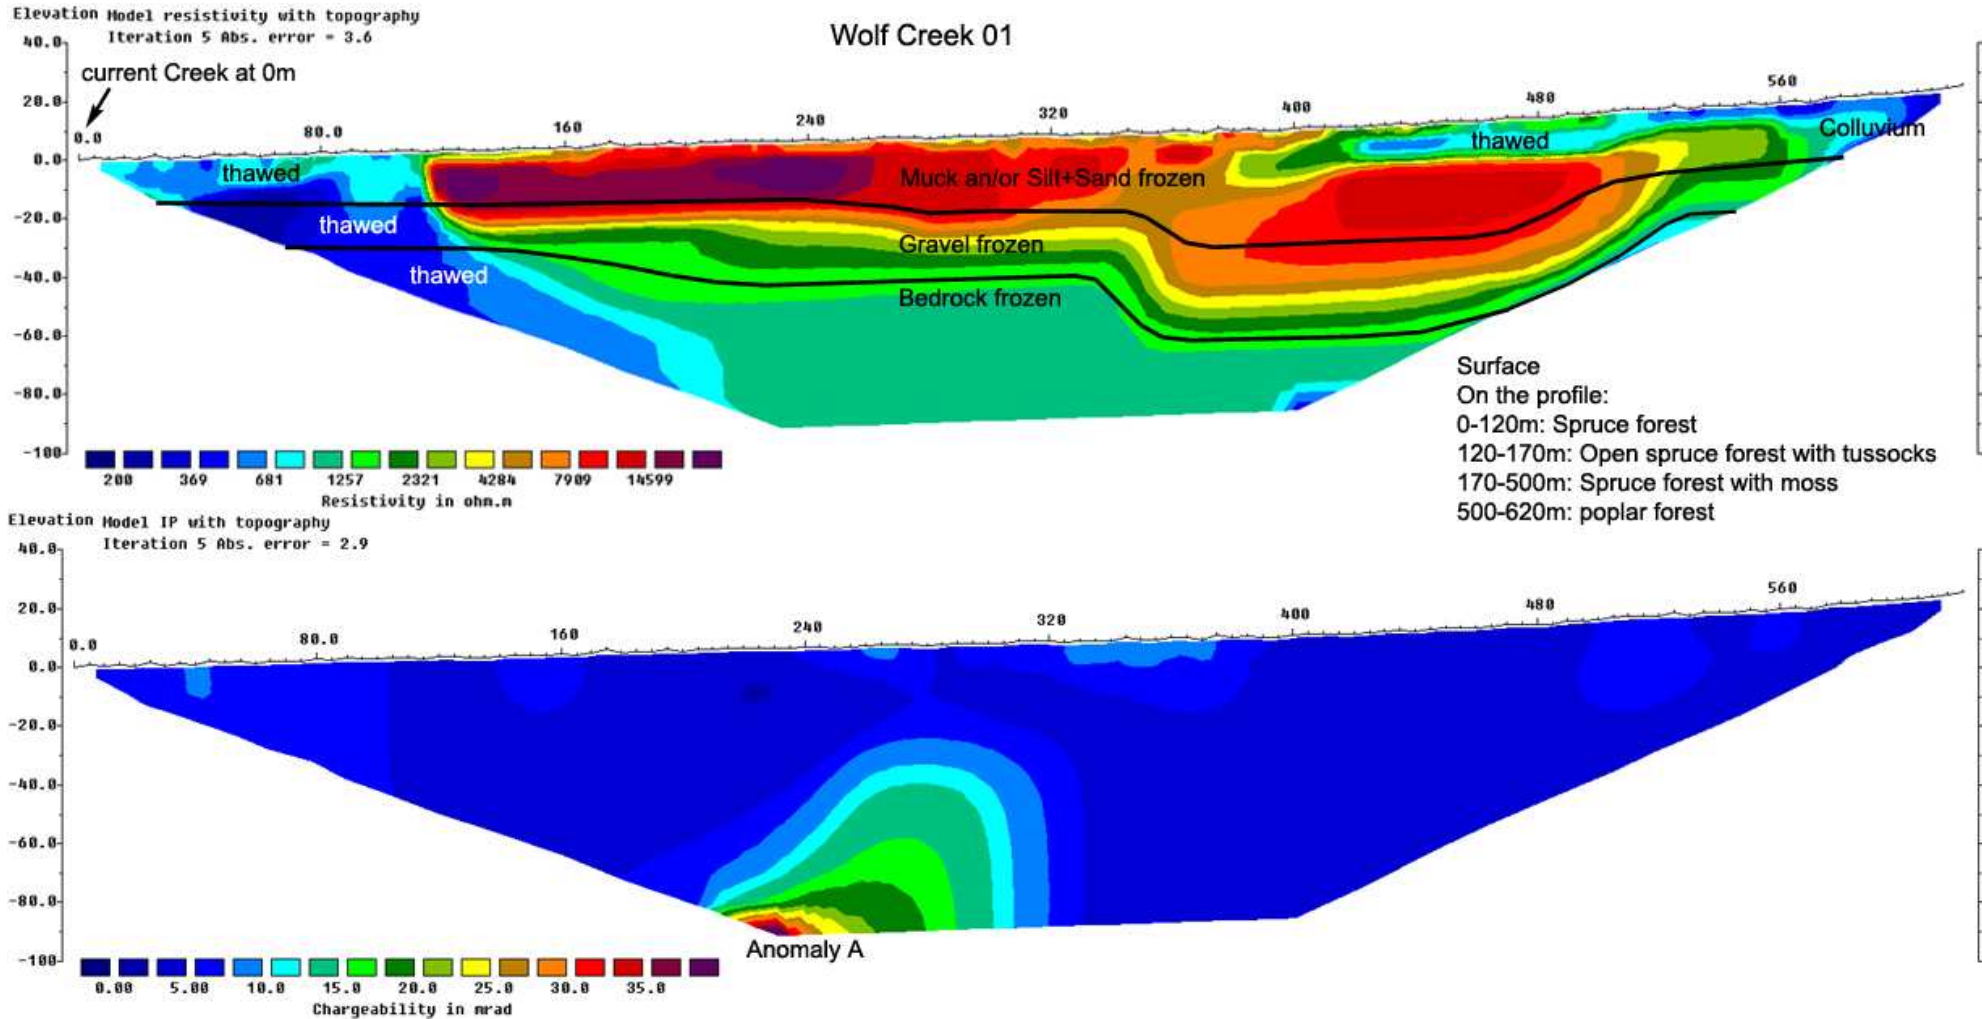 Elevation Model resistivity with topography
Iteration 5 Abs. error = 3.6
Wolf Creek 01
current Creek at 0m
40.0
20.0
0.0
-20.0
-40.0
-60.0
-80.0
-100
0.0 80.0 160 240 320 400 480 560
thawed
thawed
thawed
thawed
Colluvium
Muck an/or Silt+Sand frozen
Gravel frozen
Bedrock frozen
Surface
On the profile:
0-120m: Spruce forest
120-170m: Open spruce forest with tussocks
170-500m: Spruce forest with moss
500-620m: poplar forest
200 369 681 1257 2321 4284 7909 14599
Resistivity in ohm.m
Elevation Model IP with topography
Iteration 5 Abs. error = 2.9
40.0
20.0
0.0
-20.0
-40.0
-60.0
-80.0
-100
0.0 80.0 160 240 320 400 480 560
Anomaly A
0.00 5.00 10.0 15.0 20.0 25.0 30.0 35.0
Chargeability in mrad